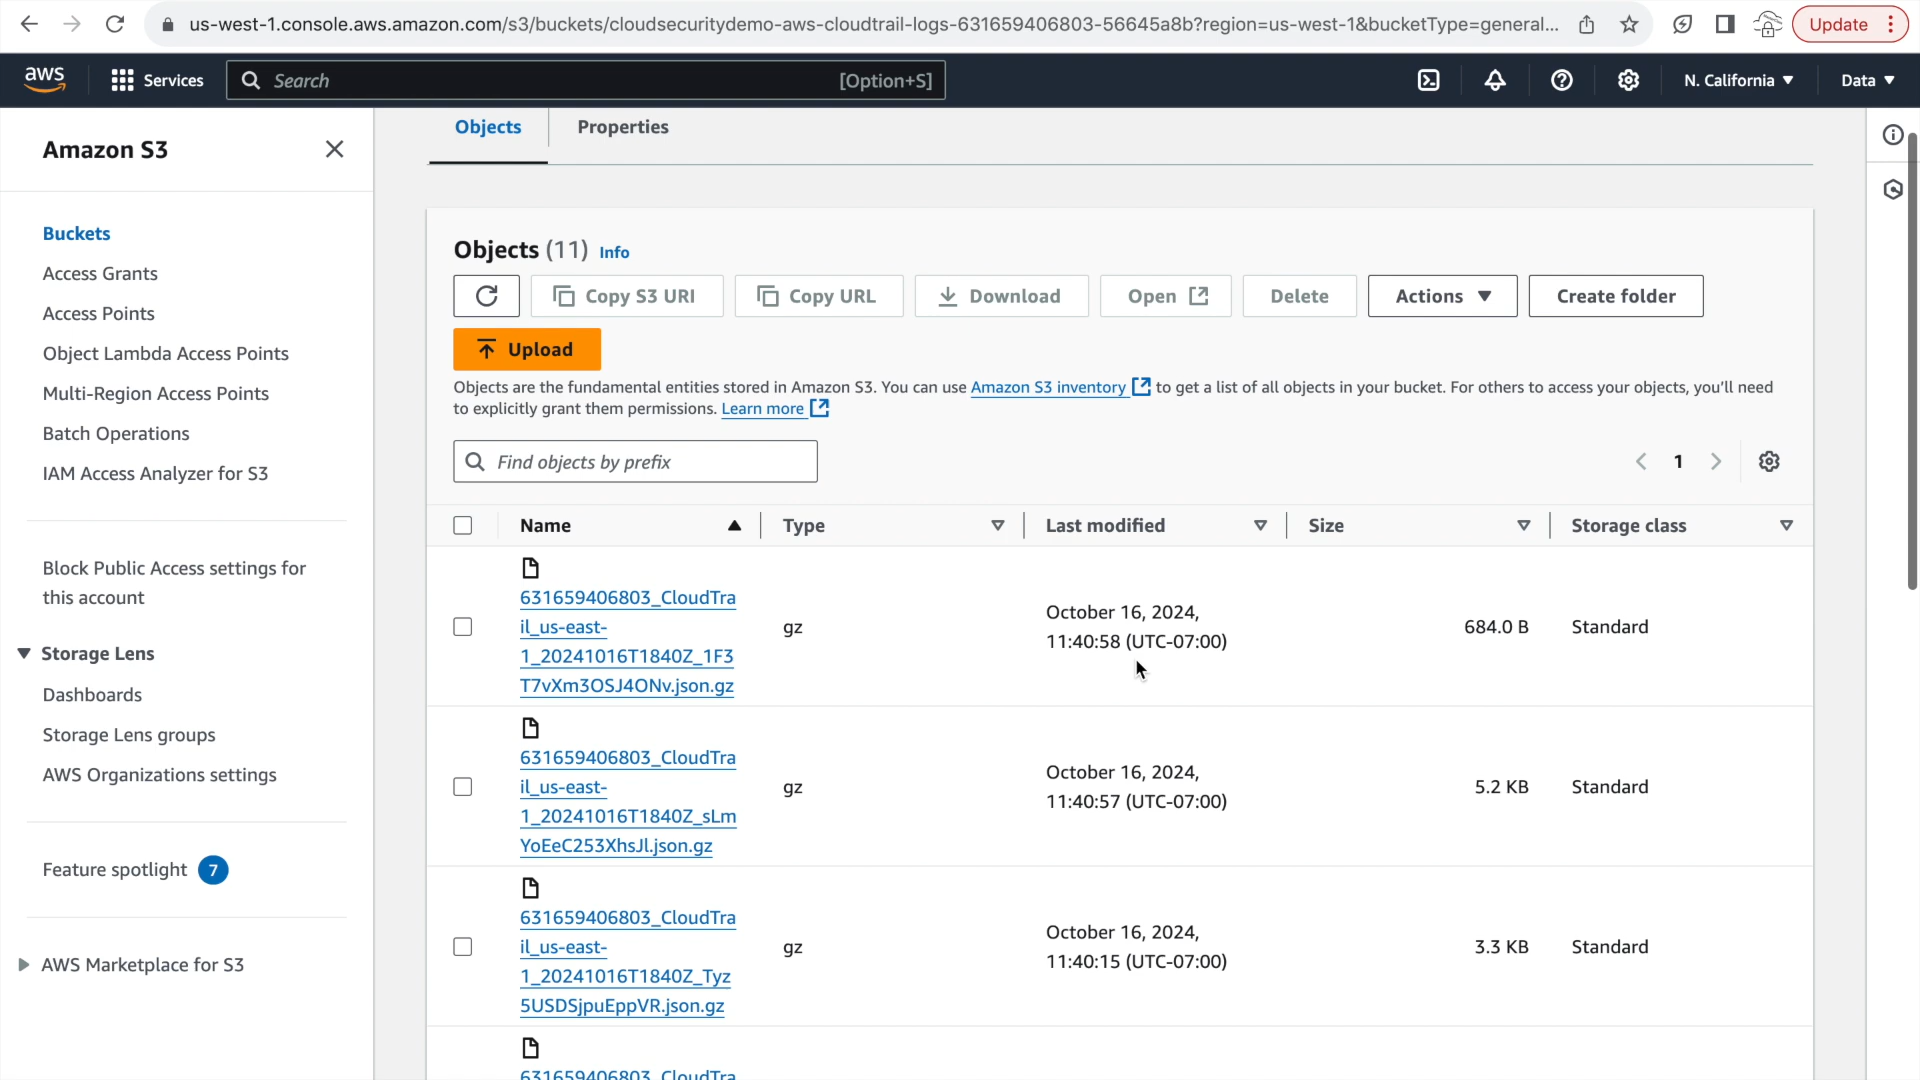 us-west-1.console.aws.amazon.com/s3/buckets/cloudsecuritydemo-aws-cloudtrail-logs-631659406803-56645a8b?region=us-west-1&bucketType=general...
Update
aws
Services
Search
[Option+S]
N. California
Data
Amazon S3
Buckets
Access Grants
Access Points
Object Lambda Access Points
Multi-Region Access Points
Batch Operations
IAM Access Analyzer for S3
Block Public Access settings for
this account
Storage Lens
Dashboards
Storage Lens groups
AWS Organizations settings
Feature spotlight 7
AWS Marketplace for S3
Objects
Properties
Objects (11) Info
Copy S3 URI
Copy URL
Download
Open
Delete
Actions
Create folder
Upload
Objects are the fundamental entities stored in Amazon S3. You can use Amazon S3 inventory to get a list of all objects in your bucket. For others to access your objects, you'll need
to explicitly grant them permissions. Learn more
Find objects by prefix
1
Name
Type
Last modified
Size
Storage class
631659406803_CloudTra
il_us-east-
1_20241016T1840Z_1F3
T7vXm3OSJ4ONv.json.gz
gz
October 16, 2024,
11:40:58 (UTC-07:00)
684.0 B
Standard
631659406803_CloudTra
il_us-east-
1_20241016T1840Z_sLm
YoEeC253XhsJl.json.gz
gz
October 16, 2024,
11:40:57 (UTC-07:00)
5.2 KB
Standard
631659406803_CloudTra
il_us-east-
1_20241016T1840Z_Tyz
5USDSjpuEppVR.json.gz
gz
October 16, 2024,
11:40:15 (UTC-07:00)
3.3 KB
Standard
631659406803_CloudTra